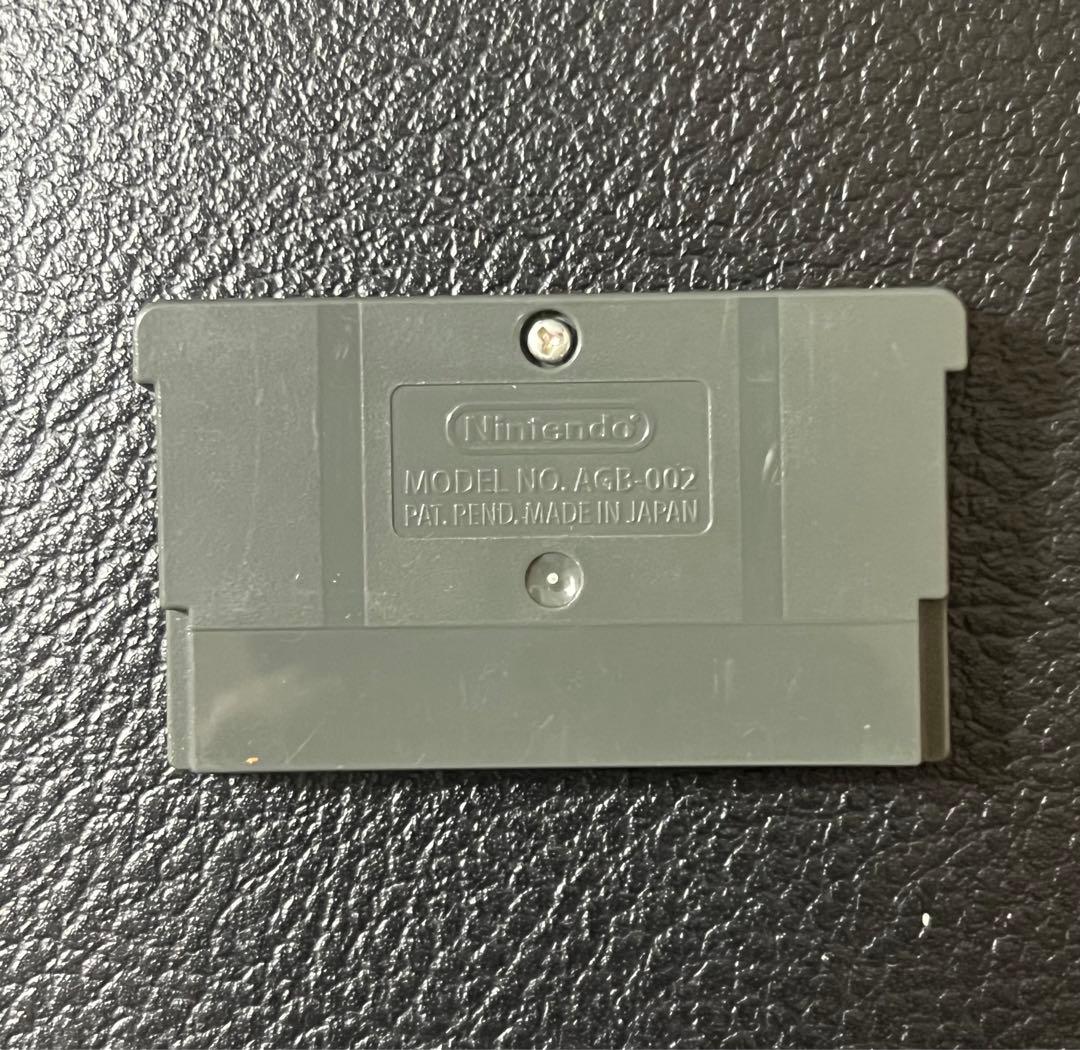 Nintendo®
MODEL NO. AGB-002
PAT. PEND. MADE IN JAPAN